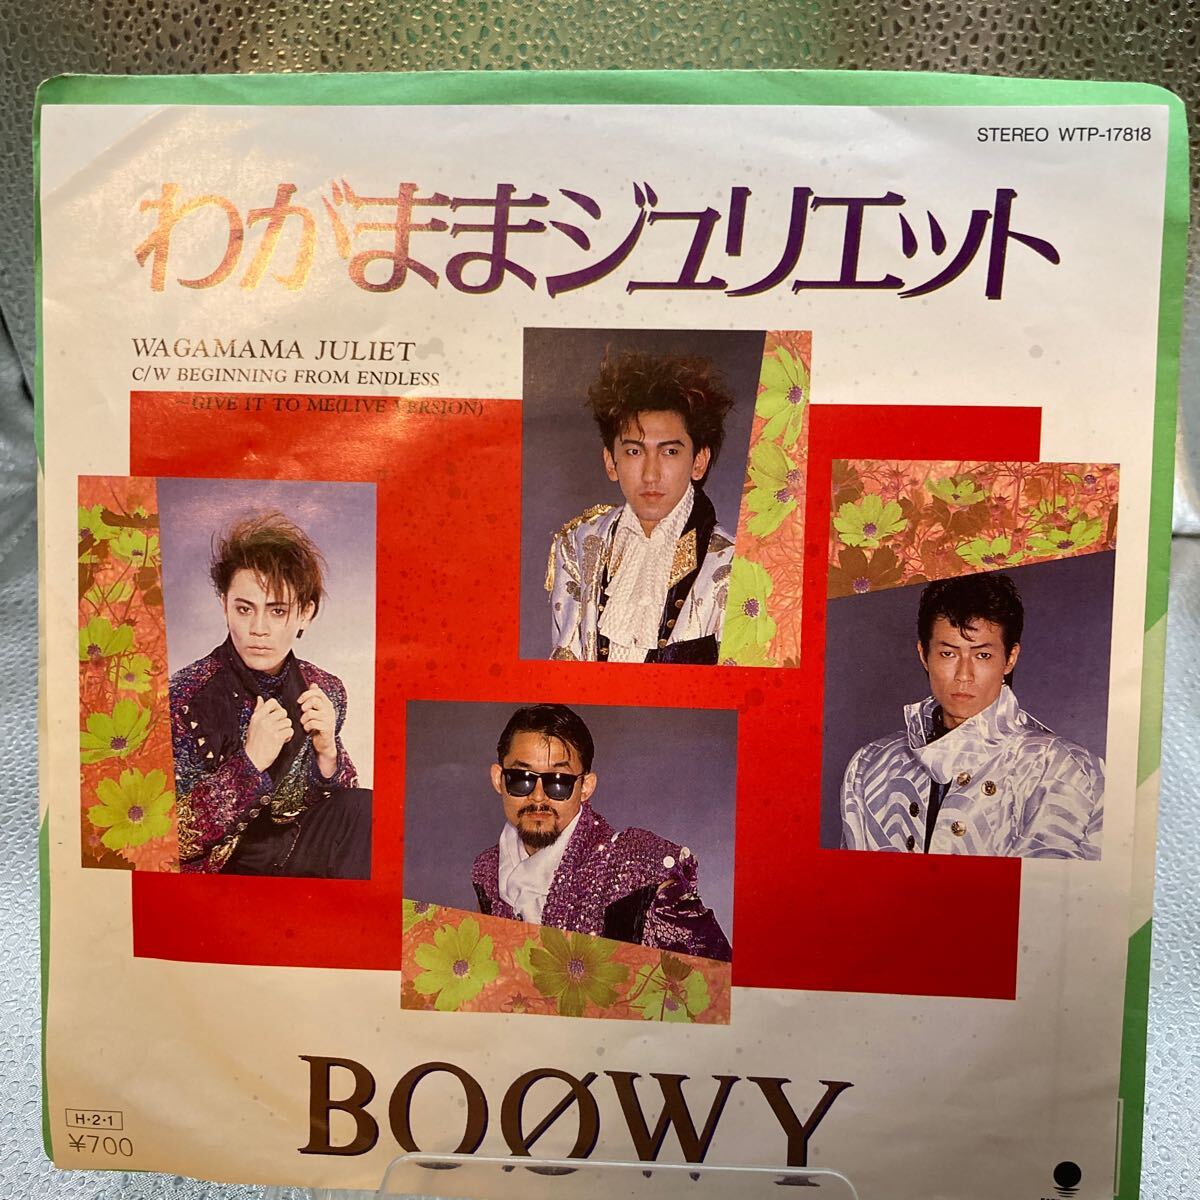 STEREO WTP-17818
わがままジュリエット
WAGAMAMA JULIET
C/W BEGINNING FROM ENDLESS
～GIVE IT TO ME(LIVE VERSION)
BOØWY
H・2・1
¥700